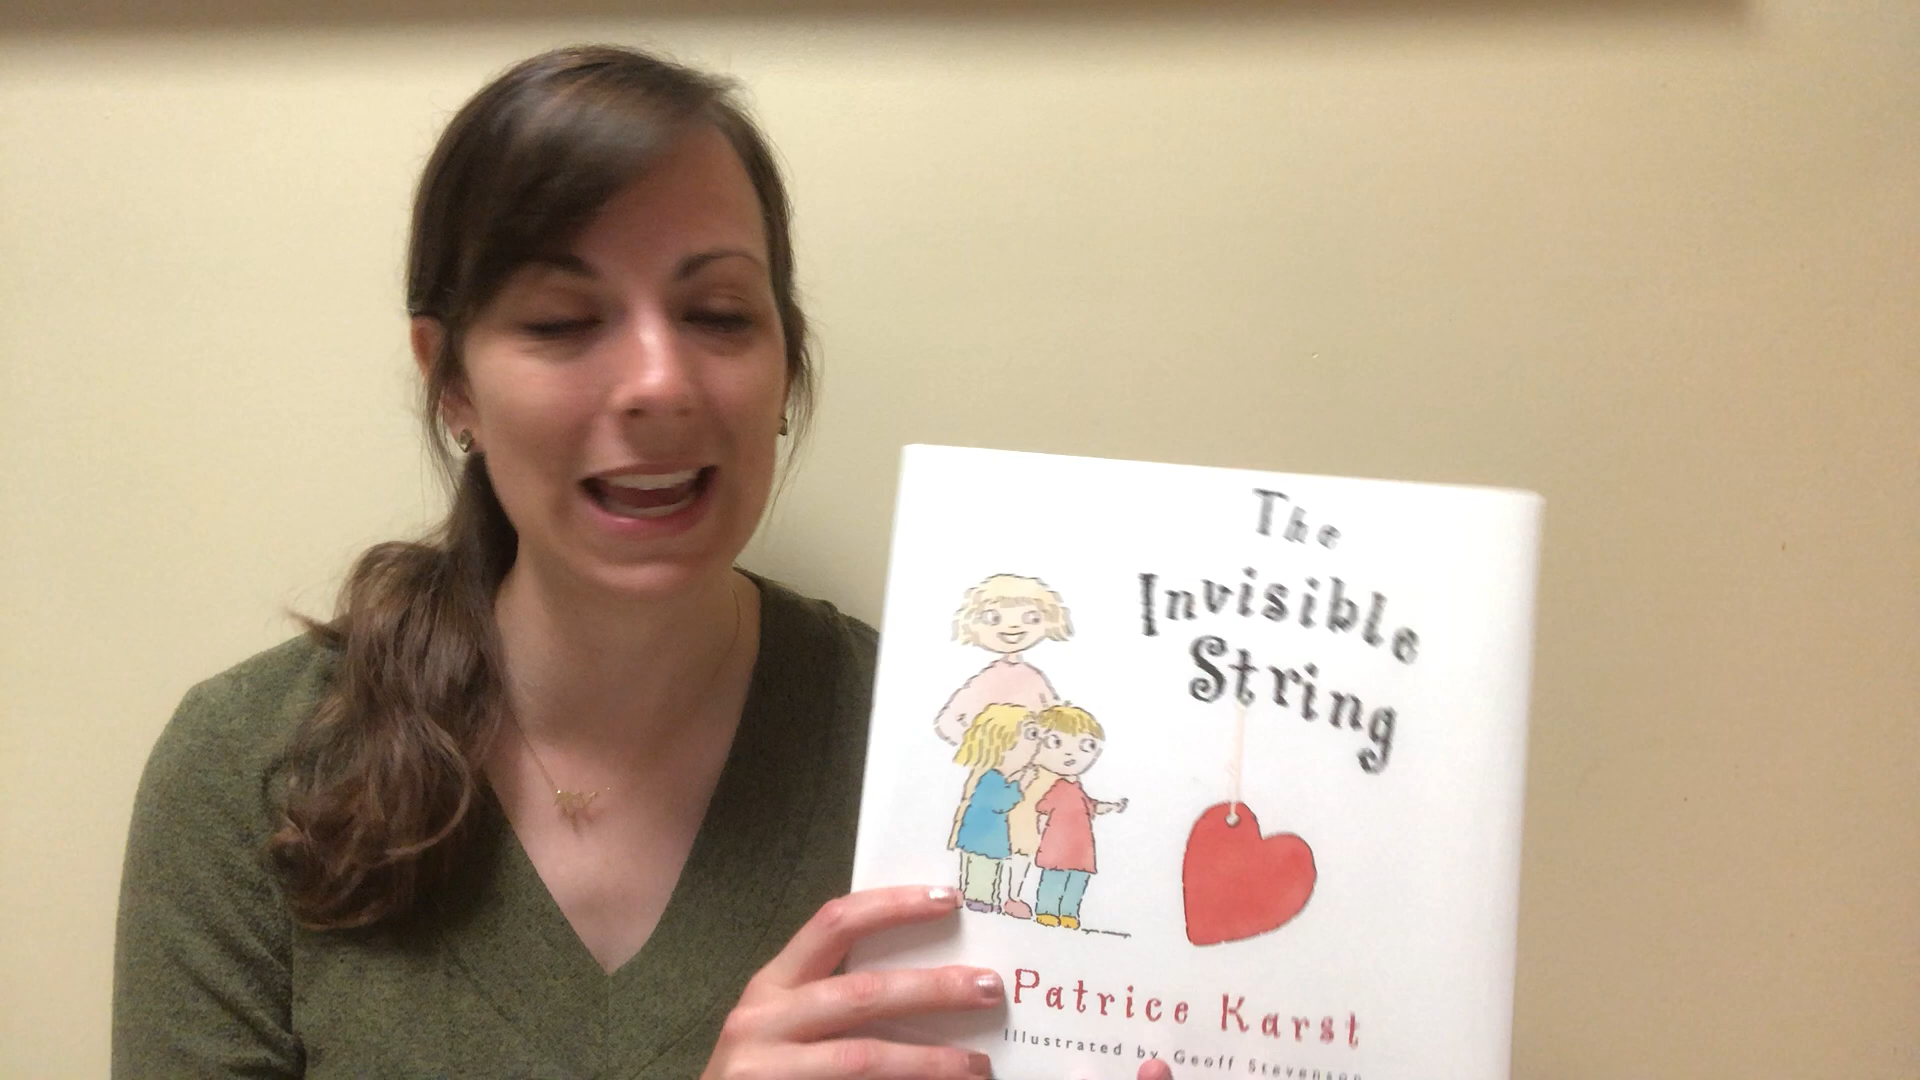 The
Invisible
String
Patrice Karst
Illustrated by Geoff Stevenson